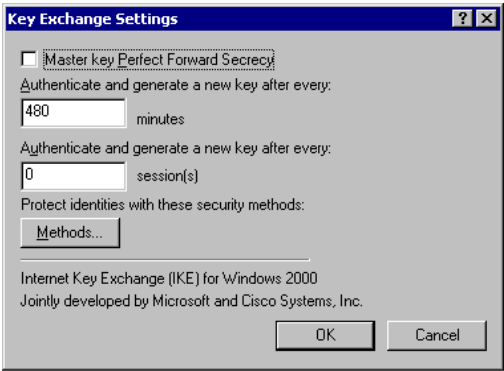 Key Exchange Settings
Master key Perfect Forward Secrecy
Authenticate and generate a new key after every:
480 minutes
Authenticate and generate a new key after every:
0 session(s)
Protect identities with these security methods:
Methods...
Internet Key Exchange (IKE) for Windows 2000
Jointly developed by Microsoft and Cisco Systems, Inc.
OK Cancel